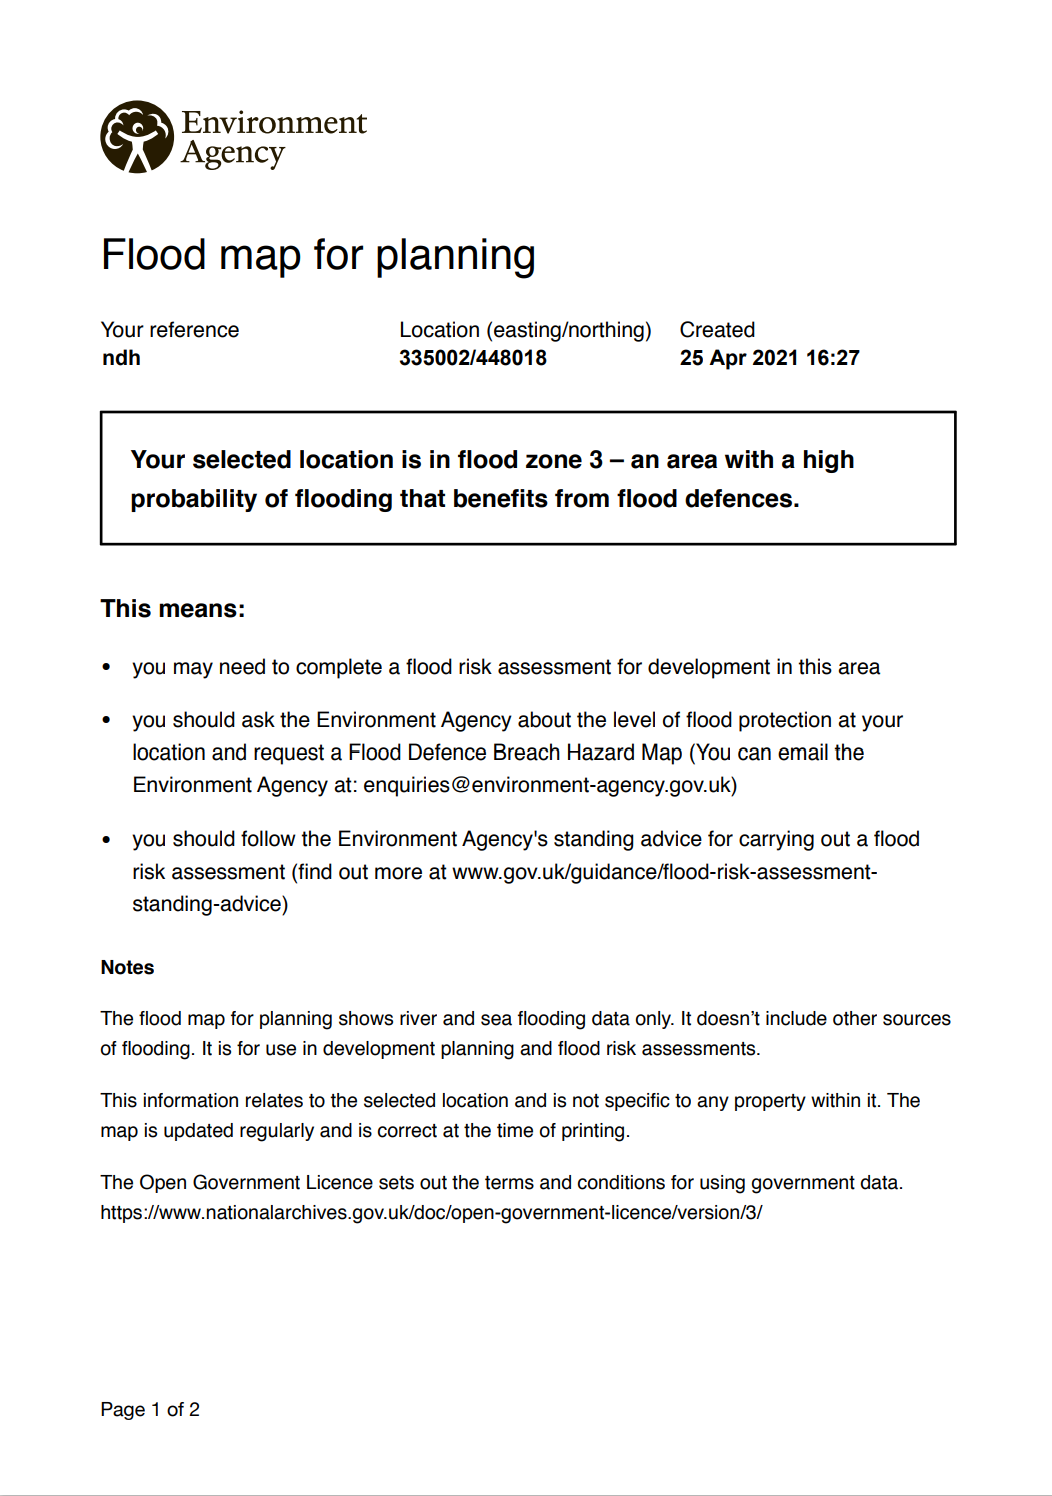 Environment
Agency
Flood map for planning
Your reference
ndh
Location (easting/northing)
335002/448018
Created
25 Apr 2021 16:27
Your selected location is in flood zone 3 – an area with a high
probability of flooding that benefits from flood defences.
This means:
• you may need to complete a flood risk assessment for development in this area
• you should ask the Environment Agency about the level of flood protection at your
location and request a Flood Defence Breach Hazard Map (You can email the
Environment Agency at: enquiries@environment-agency.gov.uk)
• you should follow the Environment Agency's standing advice for carrying out a flood
risk assessment (find out more at www.gov.uk/guidance/flood-risk-assessment-
standing-advice)
Notes
The flood map for planning shows river and sea flooding data only. It doesn’t include other sources
of flooding. It is for use in development planning and flood risk assessments.
This information relates to the selected location and is not specific to any property within it. The
map is updated regularly and is correct at the time of printing.
The Open Government Licence sets out the terms and conditions for using government data.
https://www.nationalarchives.gov.uk/doc/open-government-licence/version/3/
Page 1 of 2